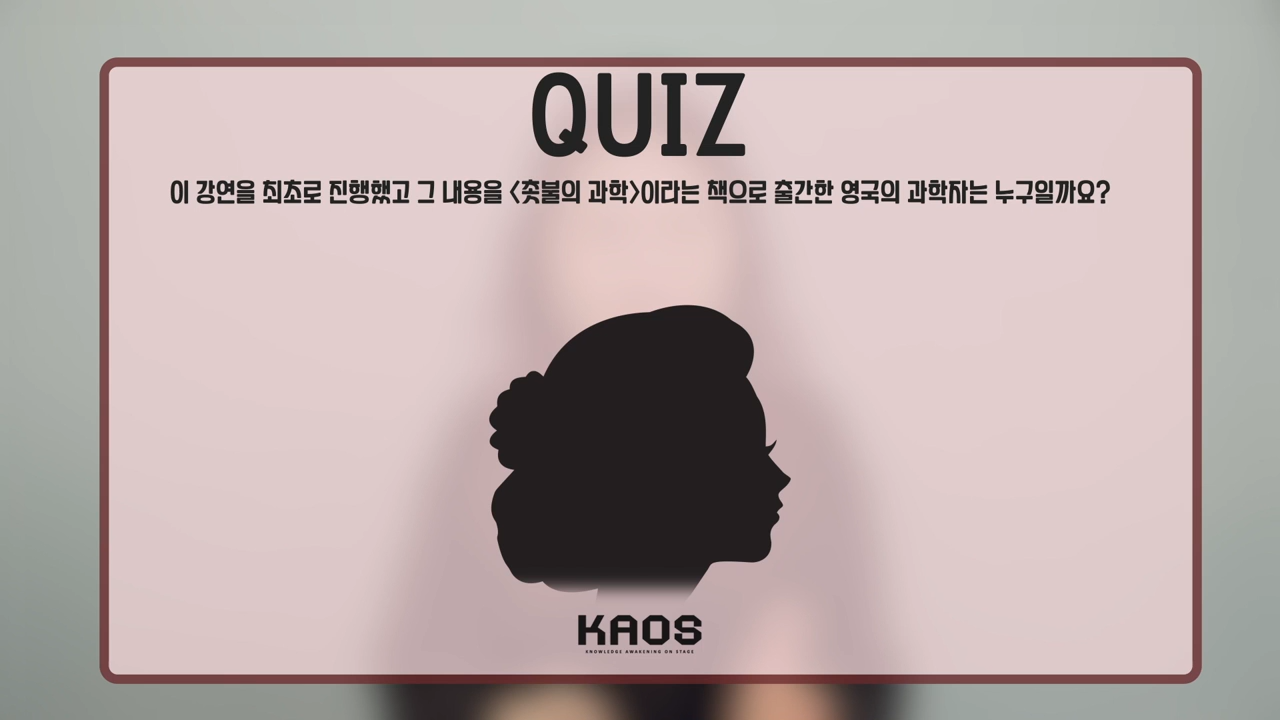 QUIZ
이 강연을 최초로 진행했고 그 내용을 <촛불의 과학>이라는 책으로 출간한 영국의 과학자는 누구일까요?
KAOS
KNOWLEDGE AWAKENING ON STAGE